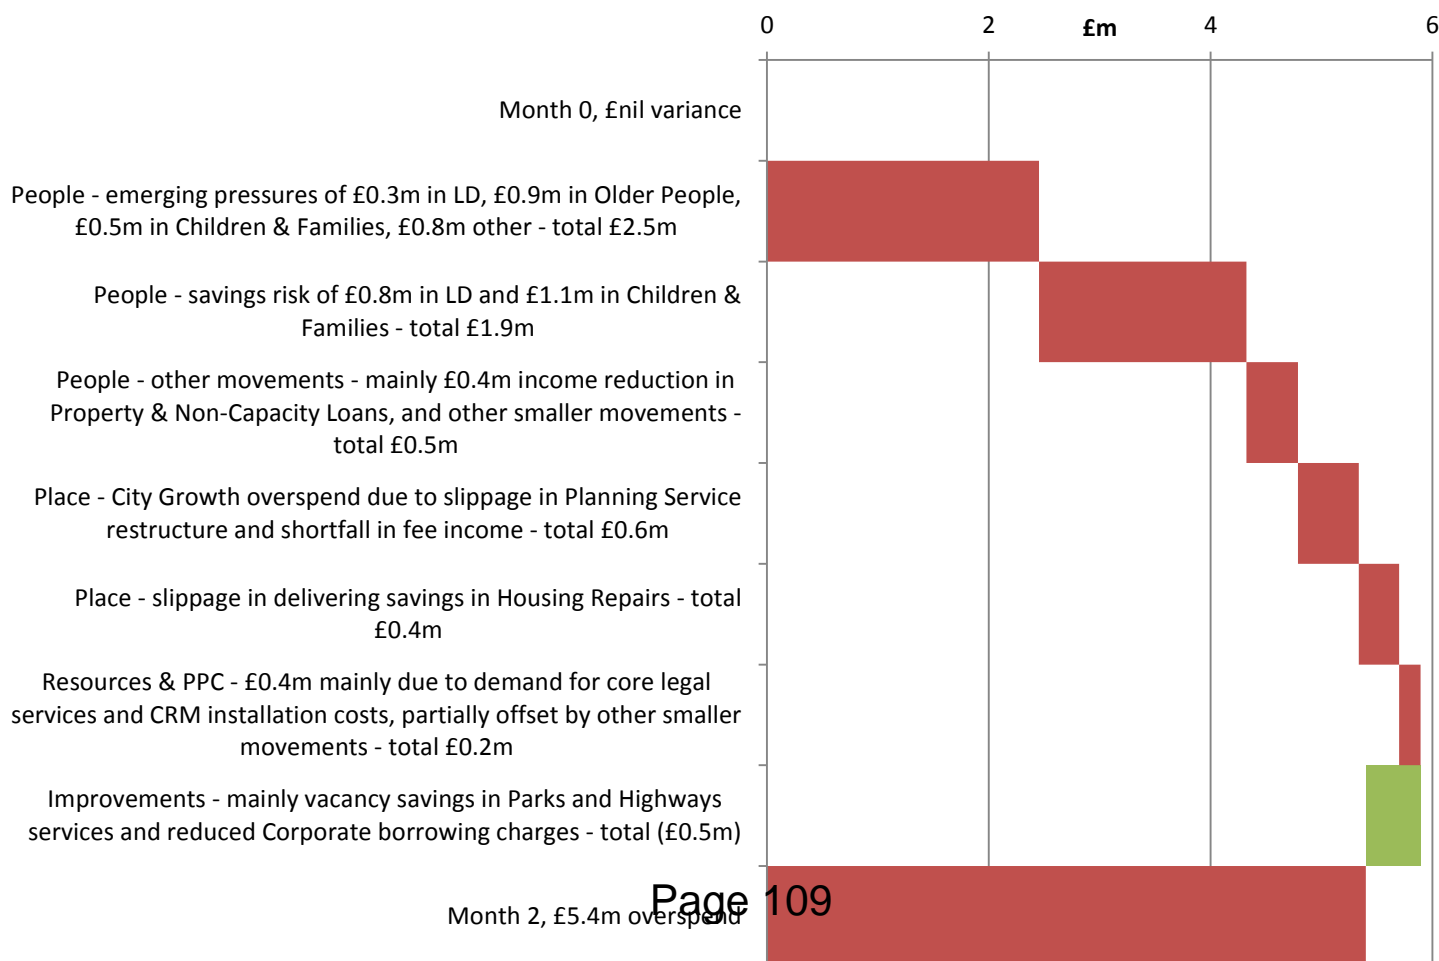 0 2 £m 4 6
Month 0, £nil variance
People - emerging pressures of £0.3m in LD, £0.9m in Older People,
£0.5m in Children & Families, £0.8m other - total £2.5m
People - savings risk of £0.8m in LD and £1.1m in Children &
Families - total £1.9m
People - other movements - mainly £0.4m income reduction in
Property & Non-Capacity Loans, and other smaller movements -
total £0.5m
Place - City Growth overspend due to slippage in Planning Service
restructure and shortfall in fee income - total £0.6m
Place - slippage in delivering savings in Housing Repairs - total
£0.4m
Resources & PPC - £0.4m mainly due to demand for core legal
services and CRM installation costs, partially offset by other smaller
movements - total £0.2m
Improvements - mainly vacancy savings in Parks and Highways
services and reduced Corporate borrowing charges - total (£0.5m)
Month 2, £5.4m overspend
Page 109